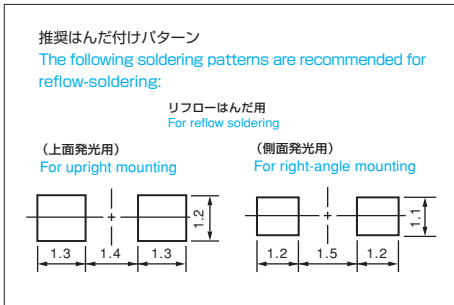 推奨はんだ付けパターン
The following soldering patterns are recommended for
reflow-soldering:
リフローはんだ用
For reflow soldering
（上面発光用）
For upright mounting
（側面発光用）
For right-angle mounting
1.2
1.3 1.4 1.3
1.1
1.2 1.5 1.2